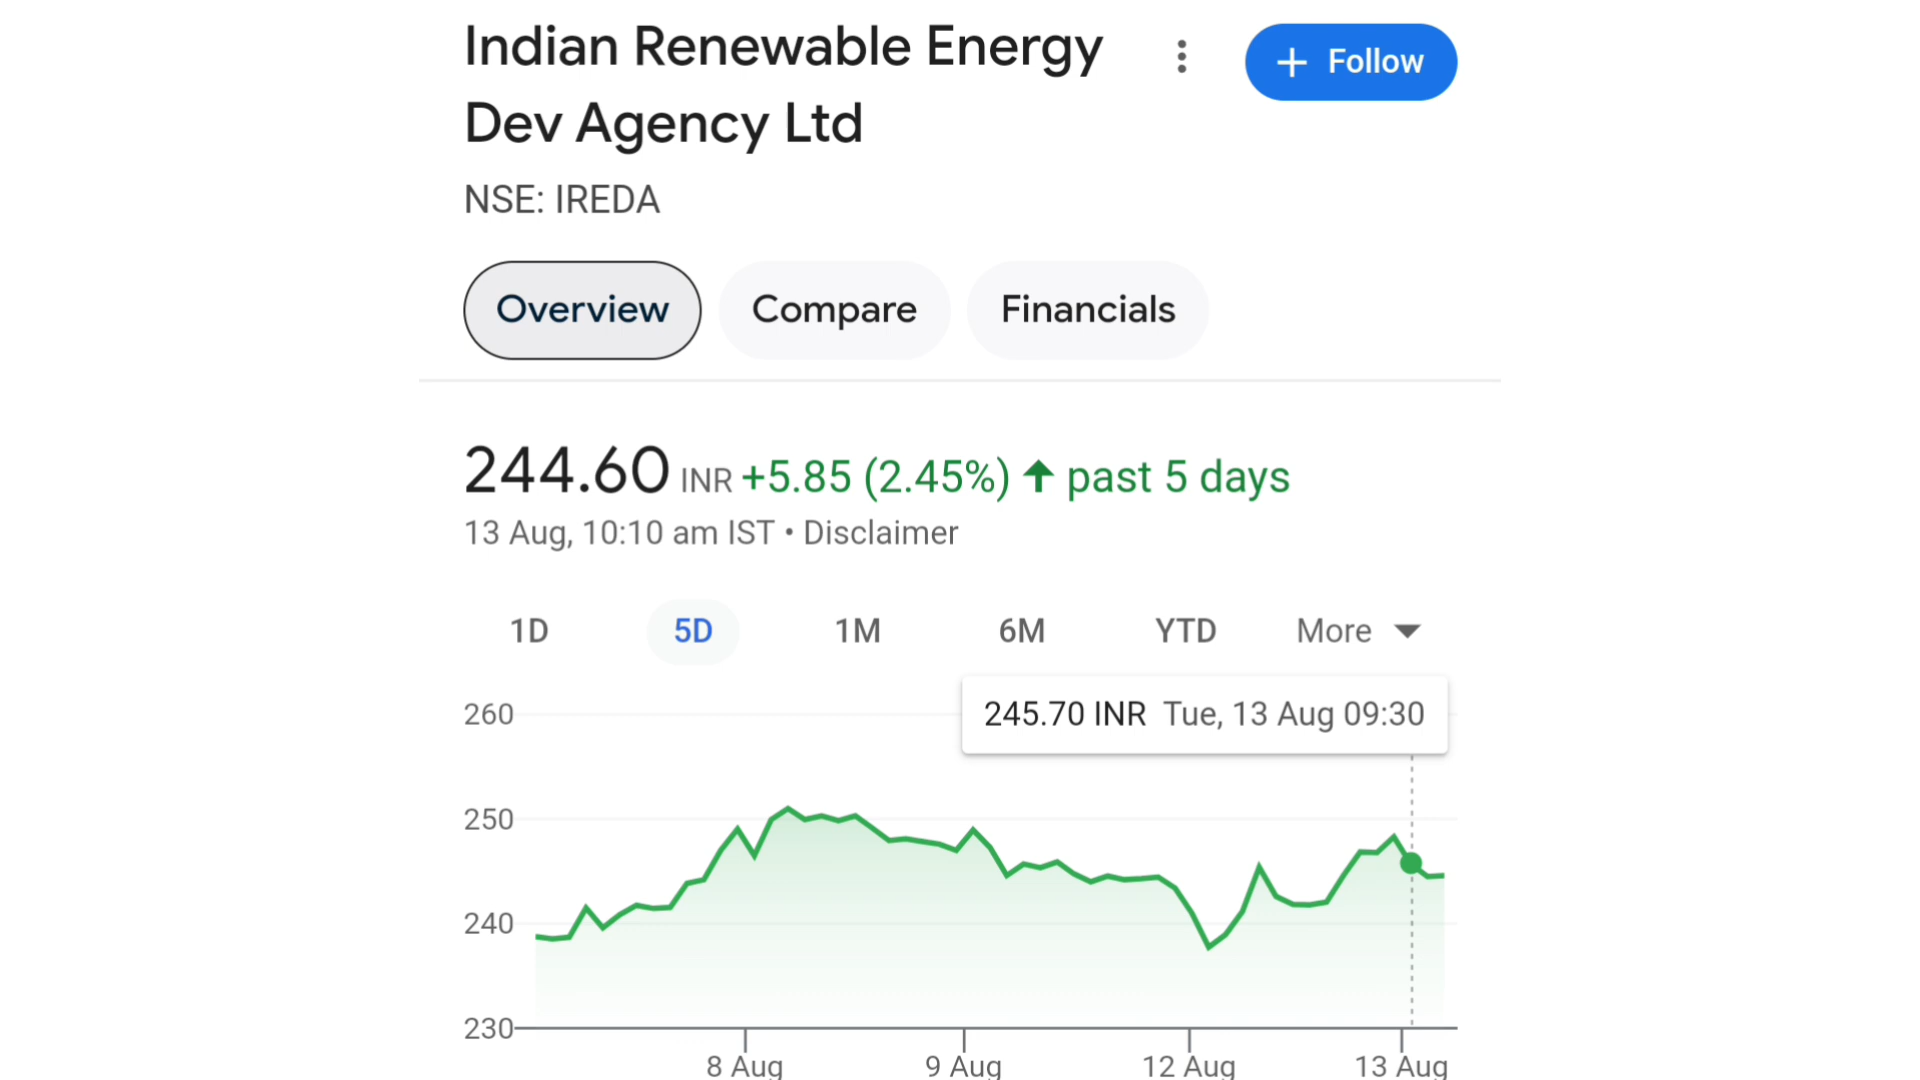 Indian Renewable Energy
Dev Agency Ltd
+ Follow
NSE: IREDA
Overview
Compare
Financials
244.60 INR +5.85 (2.45%) ↑ past 5 days
13 Aug, 10:10 am IST • Disclaimer
1D 5D 1M 6M YTD More
245.70 INR Tue, 13 Aug 09:30
260
250
240
230
8 Aug 9 Aug 12 Aug 13 Aug